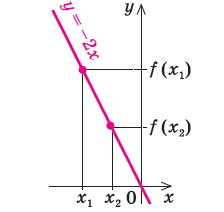 y
y = −2x
f(x₁)
f(x₂)
x₁ x₂ 0 x